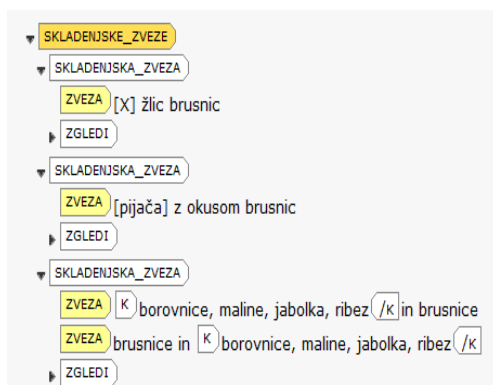 SKLADENJSKE_ZVEZE
SKLADENJSKA_ZVEZA
ZVEZA [X] žlic brusnic
ZGLEDI
SKLADENJSKA_ZVEZA
ZVEZA [pijača] z okusom brusnic
ZGLEDI
SKLADENJSKA_ZVEZA
ZVEZA K borovnice, maline, jabolka, ribez /K in brusnice
ZVEZA brusnice in K borovnice, maline, jabolka, ribez /K
ZGLEDI